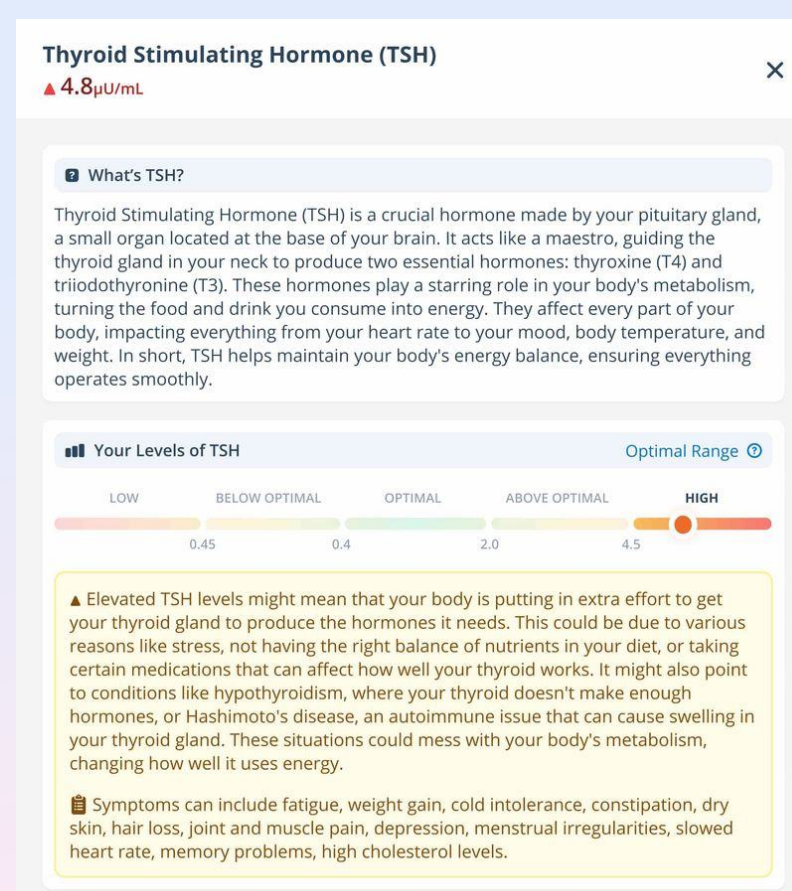 Thyroid Stimulating Hormone (TSH)
▲ 4.8µU/mL
What's TSH?
Thyroid Stimulating Hormone (TSH) is a crucial hormone made by your pituitary gland,
a small organ located at the base of your brain. It acts like a maestro, guiding the
thyroid gland in your neck to produce two essential hormones: thyroxine (T4) and
triiodothyronine (T3). These hormones play a starring role in your body's metabolism,
turning the food and drink you consume into energy. They affect every part of your
body, impacting everything from your heart rate to your mood, body temperature, and
weight. In short, TSH helps maintain your body's energy balance, ensuring everything
operates smoothly.
Your Levels of TSH
Optimal Range
LOW BELOW OPTIMAL OPTIMAL ABOVE OPTIMAL HIGH
0.45 0.4 2.0 4.5
▲ Elevated TSH levels might mean that your body is putting in extra effort to get
your thyroid gland to produce the hormones it needs. This could be due to various
reasons like stress, not having the right balance of nutrients in your diet, or taking
certain medications that can affect how well your thyroid works. It might also point
to conditions like hypothyroidism, where your thyroid doesn't make enough
hormones, or Hashimoto's disease, an autoimmune issue that can cause swelling in
your thyroid gland. These situations could mess with your body's metabolism,
changing how well it uses energy.
Symptoms can include fatigue, weight gain, cold intolerance, constipation, dry
skin, hair loss, joint and muscle pain, depression, menstrual irregularities, slowed
heart rate, memory problems, high cholesterol levels.